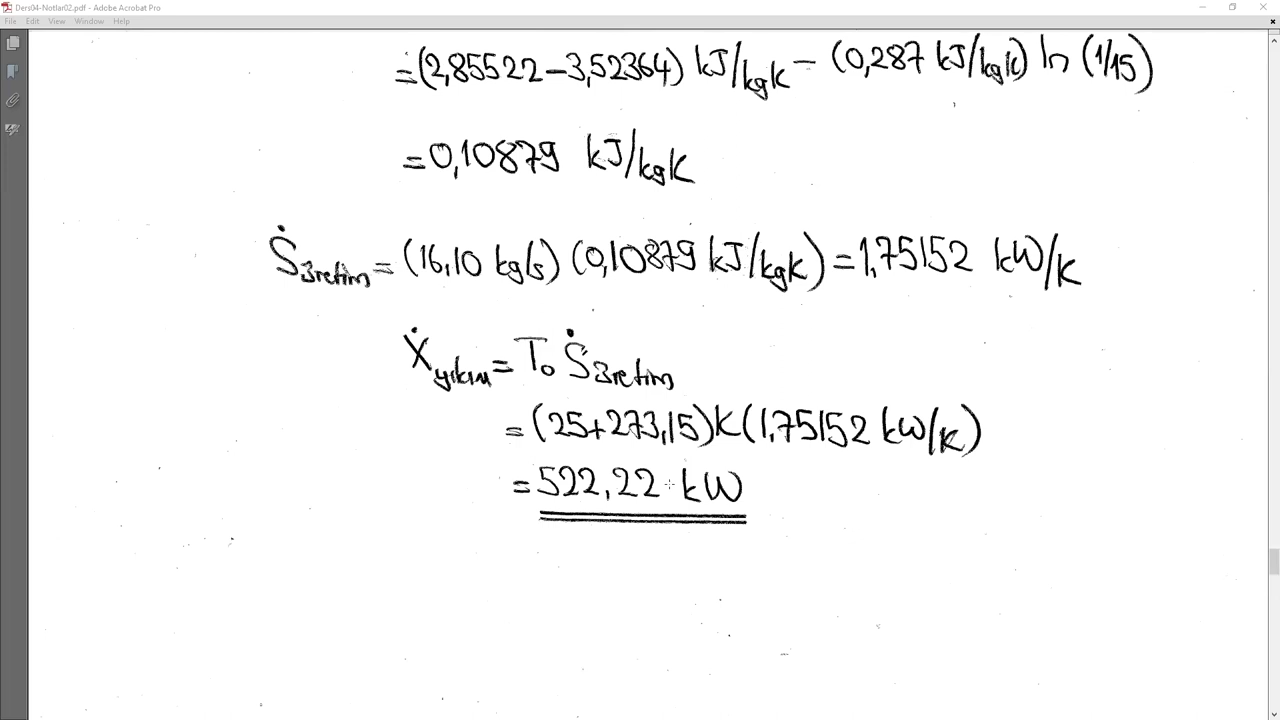 Ders04-Notlar02.pdf - Adobe Acrobat Pro
File Edit View Window Help
=(2,85522-3,52364) kJ/kgK - (0,287 kJ/kgK) ln (1/15)
=0,10879 kJ/kgK
Ṡüretim = (16,10 kg/s) (0,10879 kJ/kgK) = 1,75152 kW/K
Ẋyıkım = T₀ Ṡüretim
= (25+273,15)K (1,75152 kW/K)
= 522,22 kW